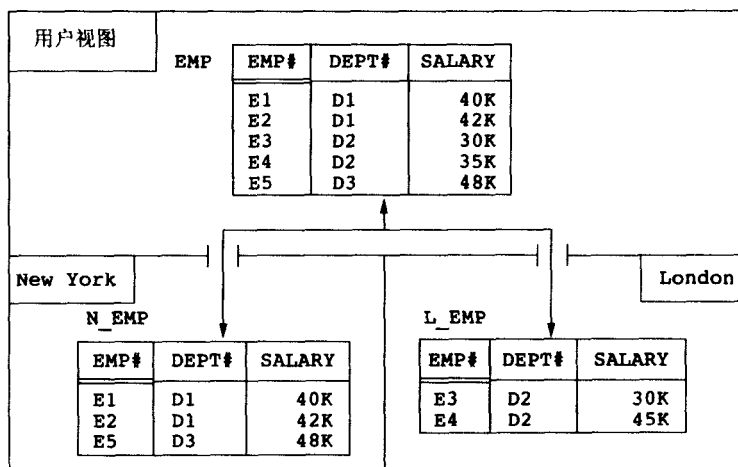 用户视图
EMP
EMP# DEPT# SALARY
E1 D1 40K
E2 D1 42K
E3 D2 30K
E4 D2 35K
E5 D3 48K
New York
London
N_EMP
EMP# DEPT# SALARY
E1 D1 40K
E2 D1 42K
E5 D3 48K
L_EMP
EMP# DEPT# SALARY
E3 D2 30K
E4 D2 45K